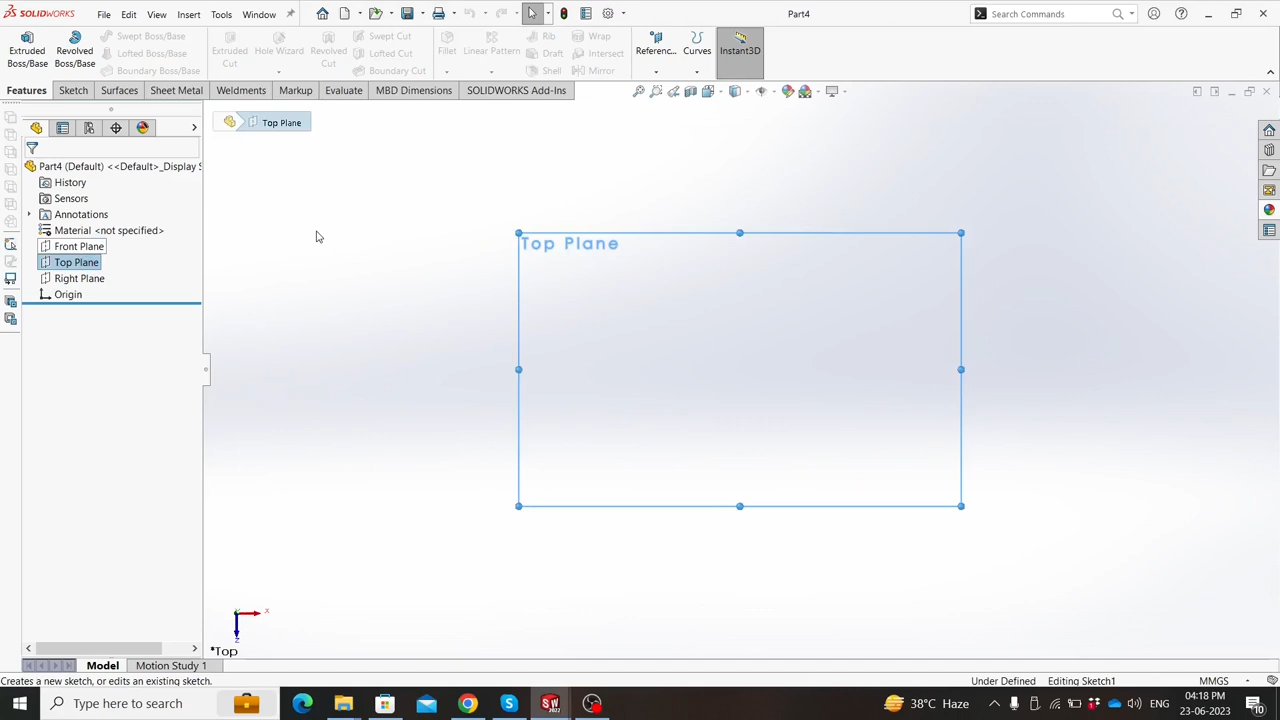 SOLIDWORKS File Edit View Insert Tools Window Part4 Search Commands
Extruded Boss/Base
Revolved Boss/Base
Swept Boss/Base
Lofted Boss/Base
Boundary Boss/Base
Extruded Cut
Hole Wizard
Revolved Cut
Swept Cut
Lofted Cut
Boundary Cut
Fillet
Linear Pattern
Rib
Draft
Shell
Wrap
Intersect
Mirror
Referenc...
Curves
Instant3D
Features Sketch Surfaces Sheet Metal Weldments Markup Evaluate MBD Dimensions SOLIDWORKS Add-Ins
Top Plane
Part4 (Default) <<Default>_Display S
History
Sensors
Annotations
Material <not specified>
Front Plane
Top Plane
Right Plane
Origin
Top Plane
x
z
*Top
Model Motion Study 1
Creates a new sketch, or edits an existing sketch. Under Defined Editing Sketch1 MMGS
Type here to search 38°C Haze ENG 04:18 PM
23-06-2023